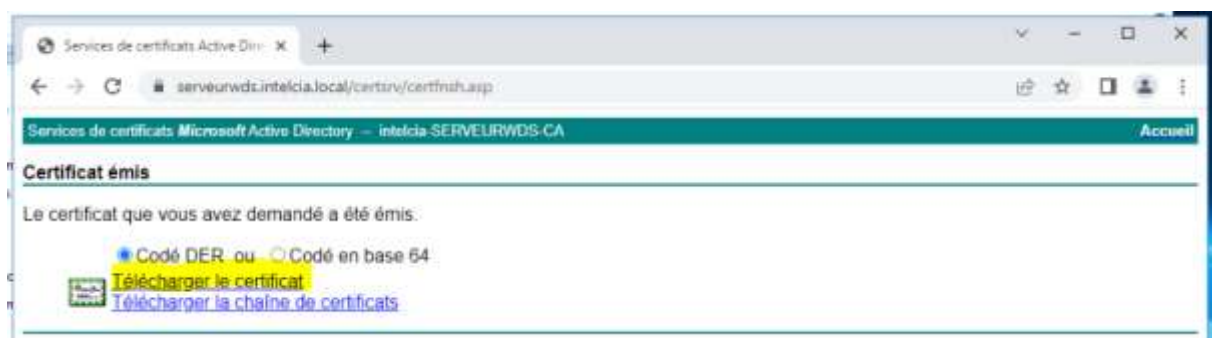 Services de certificats Active Dire
serveurwds.intelcia.local/certsrv/certfnsh.asp
Services de certificats Microsoft Active Directory -- intelcia-SERVEURWDS-CA Accueil
Certificat émis
Le certificat que vous avez demandé a été émis.
Codé DER ou Codé en base 64
Télécharger le certificat
Télécharger la chaîne de certificats